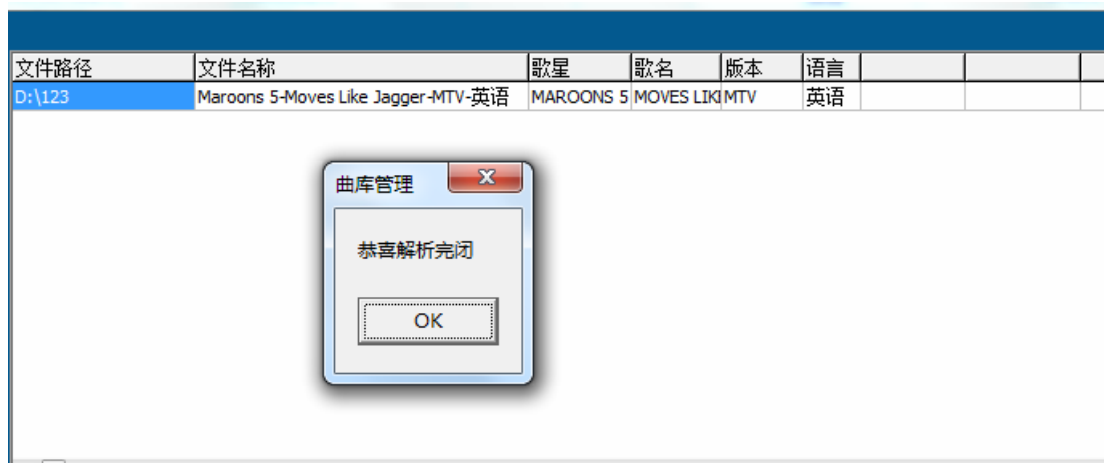 文件路径 文件名称 歌星 歌名 版本 语言
D:\123 Maroons 5-Moves Like Jagger-MTV-英语 MAROONS 5 MOVES LIK MTV 英语
曲库管理
恭喜解析完闭
OK